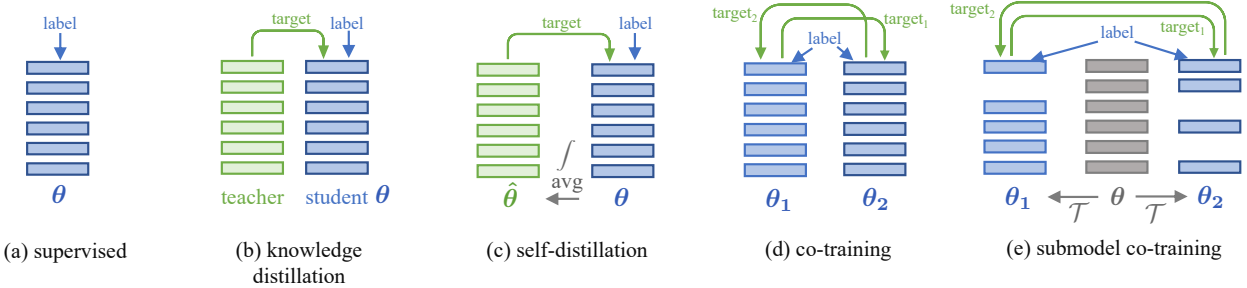 label
θ
(a) supervised
target
label
teacher
student θ
(b) knowledge
distillation
target
label
∫
avg
θ̂
θ
(c) self-distillation
target₂
target₁
label
θ₁
θ₂
(d) co-training
target₂
target₁
label
θ₁
𝒯
θ
𝒯
θ₂
(e) submodel co-training